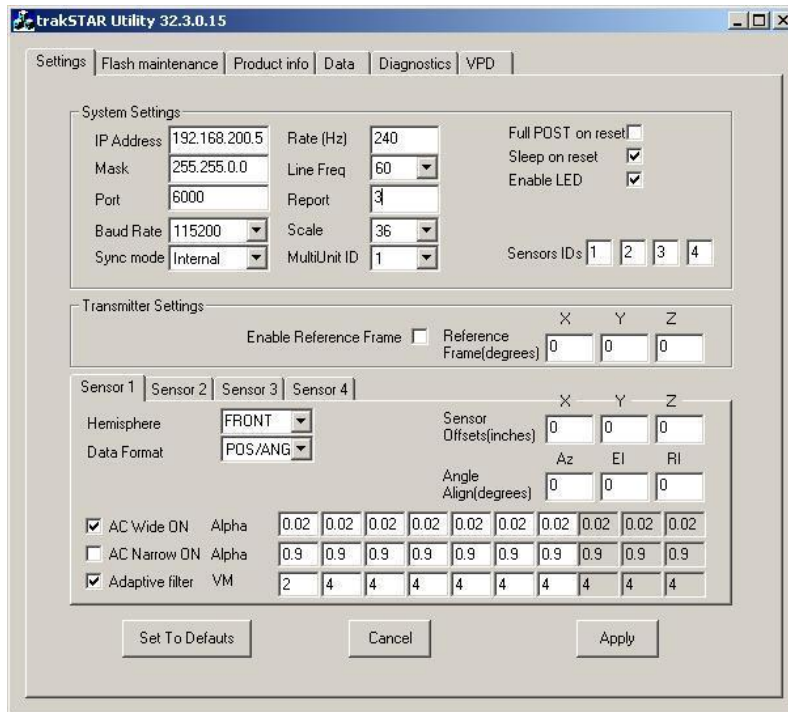 trakSTAR Utility 32.3.0.15
Settings Flash maintenance Product info Data Diagnostics VPD
System Settings
IP Address 192.168.200.5 Rate (Hz) 240 Full POST on reset
Mask 255.255.0.0 Line Freq 60 Sleep on reset
Port 6000 Report 3 Enable LED
Baud Rate 115200 Scale 36
Sync mode Internal MultiUnit ID 1 Sensors IDs 1 2 3 4
Transmitter Settings
X Y Z
Enable Reference Frame Reference Frame(degrees) 0 0 0
Sensor 1 Sensor 2 Sensor 3 Sensor 4
X Y Z
Hemisphere FRONT Sensor Offsets(inches) 0 0 0
Data Format POS/ANG
Az El Rl
Angle Align(degrees) 0 0 0
AC Wide ON Alpha 0.02 0.02 0.02 0.02 0.02 0.02 0.02 0.02 0.02 0.02
AC Narrow ON Alpha 0.9 0.9 0.9 0.9 0.9 0.9 0.9 0.9 0.9 0.9
Adaptive filter VM 2 4 4 4 4 4 4 4 4 4
Set To Defauts Cancel Apply